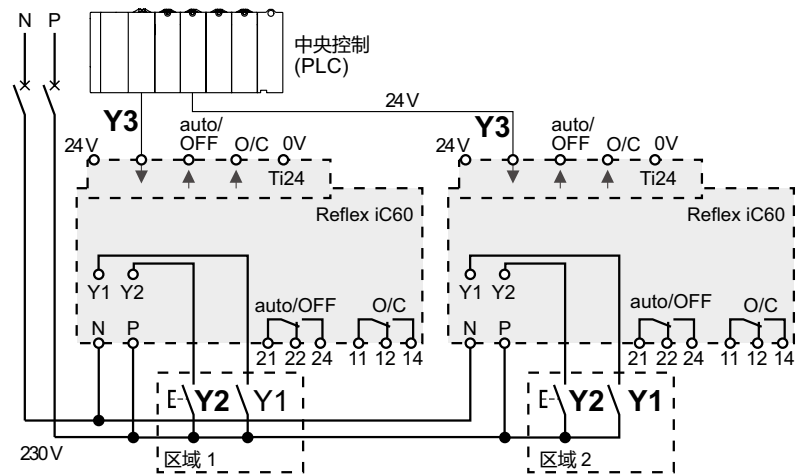 N P
中央控制
(PLC)
24V
Y3 auto/OFF O/C 0V
24V
Ti24
Reflex iC60
Y1 Y2
auto/OFF O/C
N P
21 22 24 11 12 14
Y2 Y1
区域 1
230V
Y3 auto/OFF O/C 0V
24V
Ti24
Reflex iC60
Y1 Y2
auto/OFF O/C
N P
21 22 24 11 12 14
Y2 Y1
区域 2